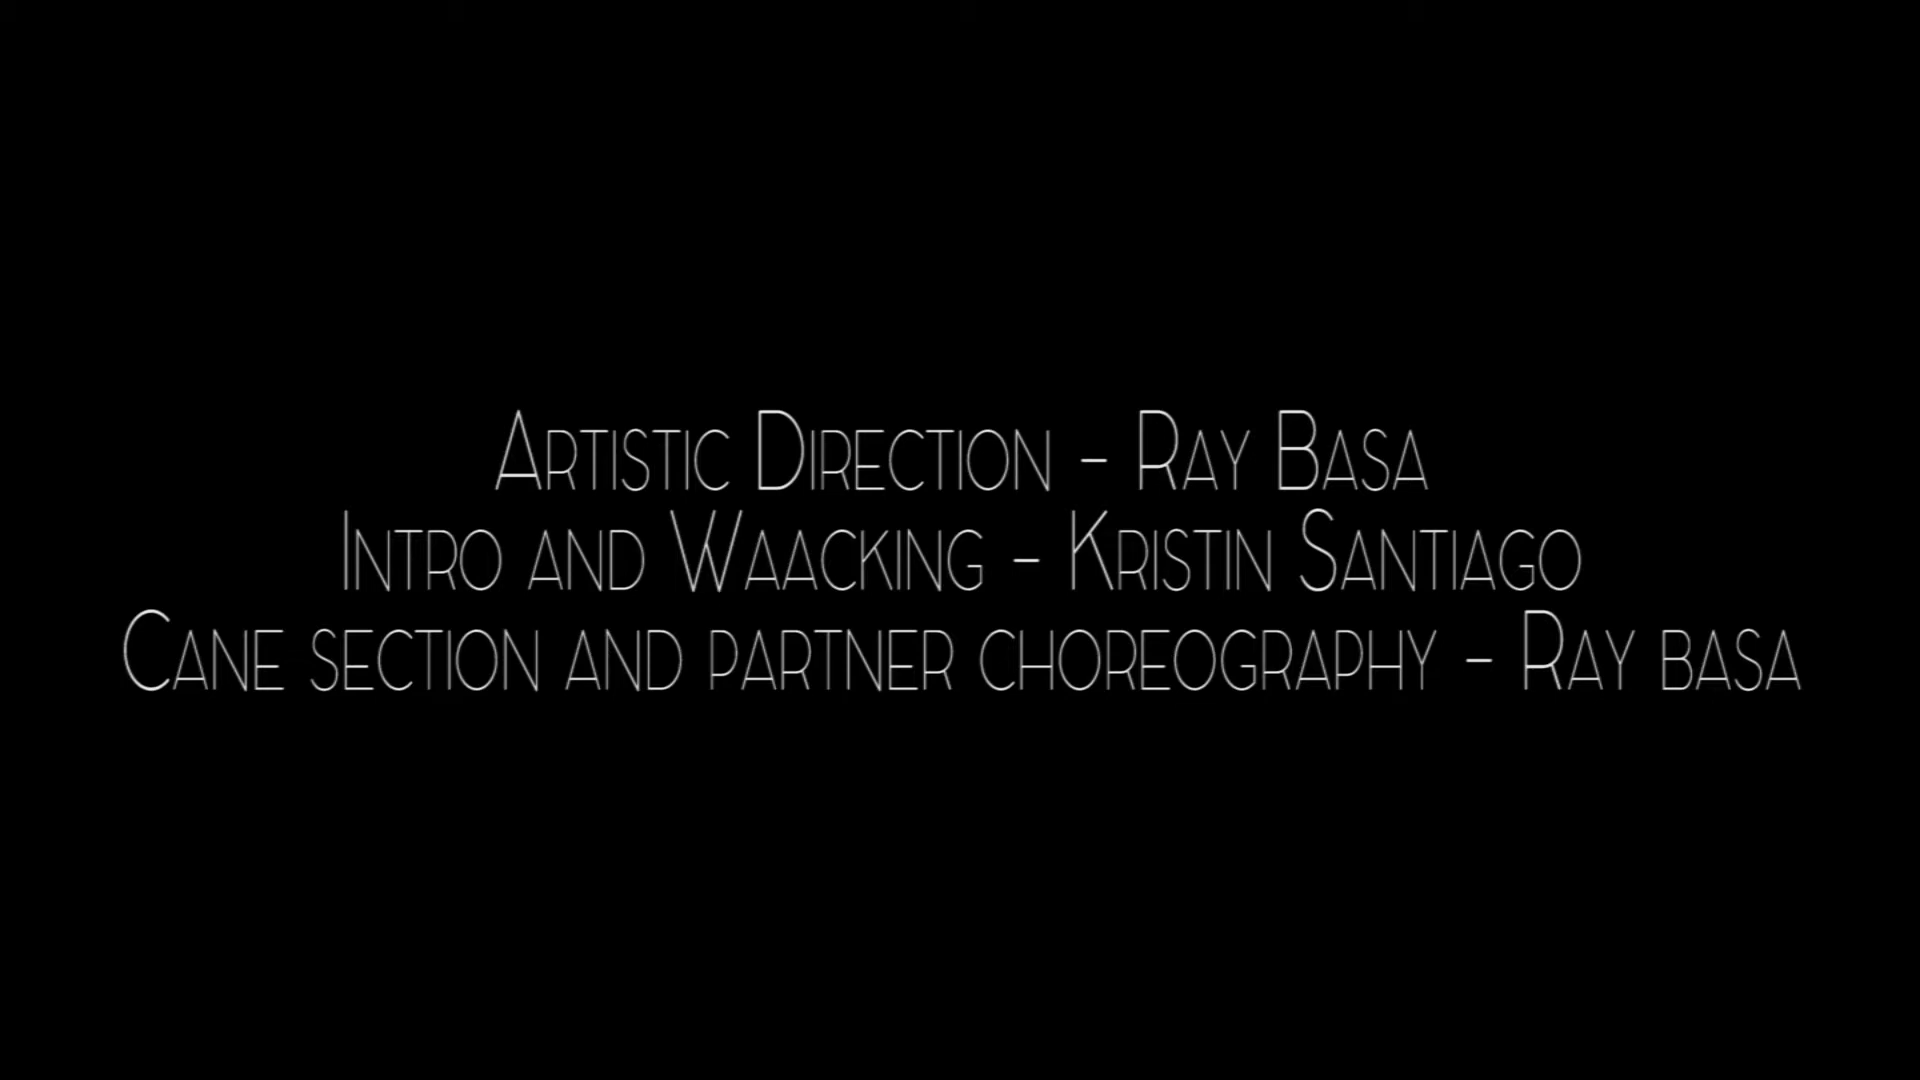 Artistic Direction - Ray Basa
Intro and Waacking - Kristin Santiago
Cane section and partner choreography - Ray basa